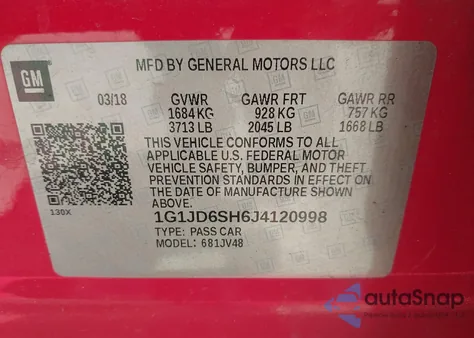 GM
MFD BY GENERAL MOTORS LLC
03/18 GVWR GAWR FRT GAWR RR
1684 KG 928 KG 757 KG
3713 LB 2045 LB 1668 LB
THIS VEHICLE CONFORMS TO ALL
APPLICABLE U.S. FEDERAL MOTOR
VEHICLE SAFETY, BUMPER, AND THEFT
PREVENTION STANDARDS IN EFFECT ON
THE DATE OF MANUFACTURE SHOWN
ABOVE.
130X
1G1JD6SH6J4120998
TYPE: PASS CAR
MODEL: 681JV48
autoSnap